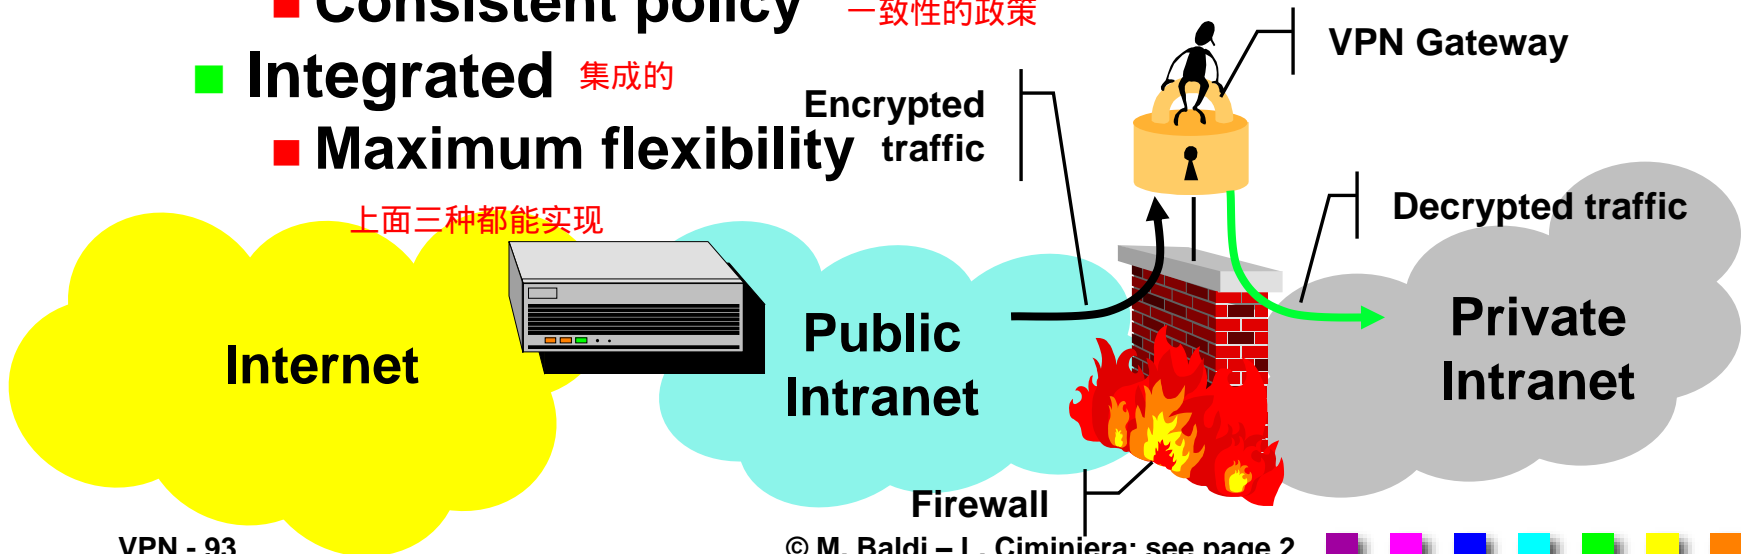 Consistent policy 一致性的政策
Integrated 集成的
Maximum flexibility
上面三种都能实现
Encrypted
traffic
VPN Gateway
Decrypted traffic
Internet
Public
Intranet
Private
Intranet
Firewall
VPN - 93
© M. Baldi – L. Ciminiera: see page 2